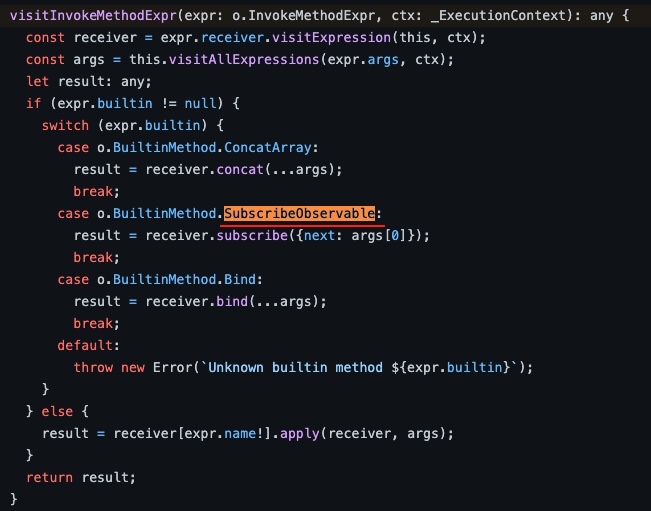 visitInvokeMethodExpr(expr: o.InvokeMethodExpr, ctx: _ExecutionContext): any {
  const receiver = expr.receiver.visitExpression(this, ctx);
  const args = this.visitAllExpressions(expr.args, ctx);
  let result: any;
  if (expr.builtin != null) {
    switch (expr.builtin) {
      case o.BuiltinMethod.ConcatArray:
        result = receiver.concat(...args);
        break;
      case o.BuiltinMethod.SubscribeObservable:
        result = receiver.subscribe({next: args[0]});
        break;
      case o.BuiltinMethod.Bind:
        result = receiver.bind(...args);
        break;
      default:
        throw new Error(`Unknown builtin method ${expr.builtin}`);
    }
  } else {
    result = receiver[expr.name!].apply(receiver, args);
  }
  return result;
}